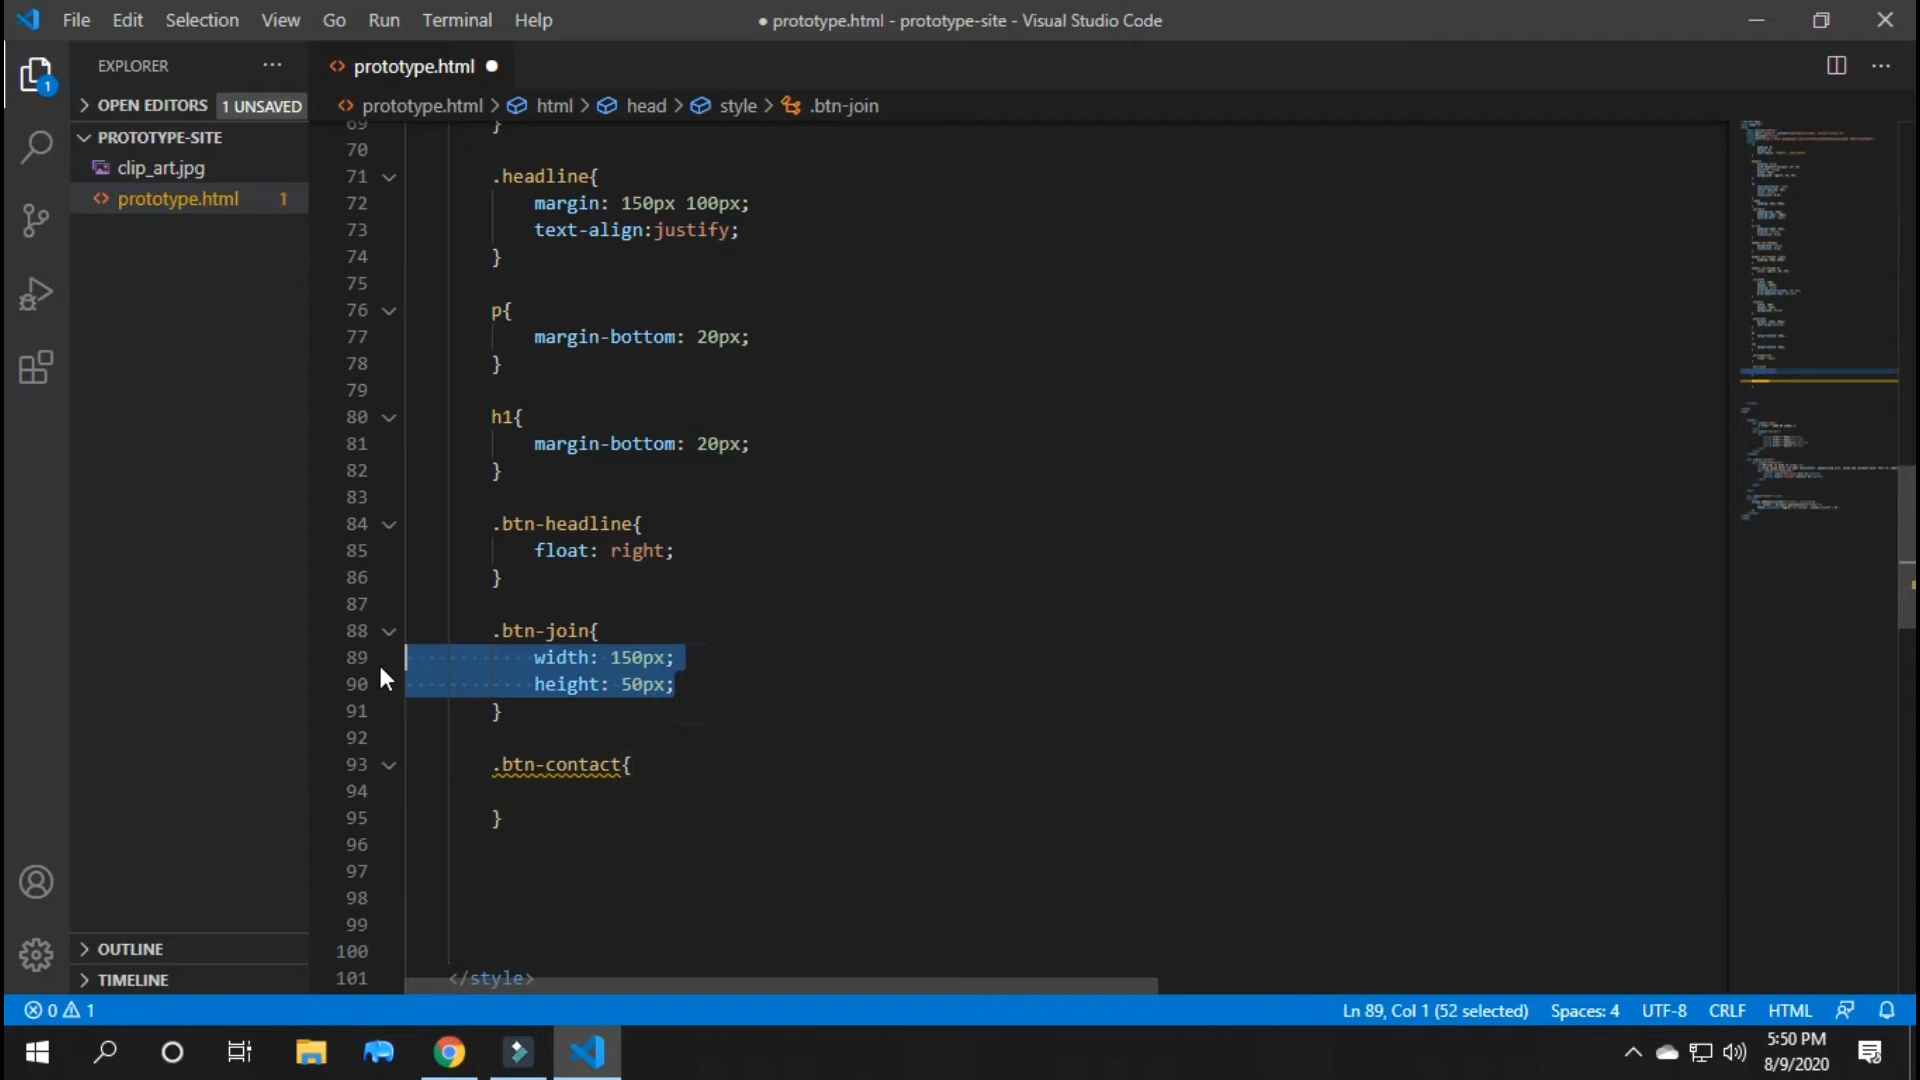 File Edit Selection View Go Run Terminal Help
● prototype.html - prototype-site - Visual Studio Code
EXPLORER
prototype.html
OPEN EDITORS 1 UNSAVED
prototype.html > html > head > style > .btn-join
PROTOTYPE-SITE
clip_art.jpg
prototype.html 1
69 }
70
71 .headline{
72 margin: 150px 100px;
73 text-align:justify;
74 }
75
76 p{
77 margin-bottom: 20px;
78 }
79
80 h1{
81 margin-bottom: 20px;
82 }
83
84 .btn-headline{
85 float: right;
86 }
87
88 .btn-join{
89 width: 150px;
90 height: 50px;
91 }
92
93 .btn-contact{
94
95 }
96
97
98
99
100
101 </style>
OUTLINE
TIMELINE
0 1
Ln 89, Col 1 (52 selected) Spaces: 4 UTF-8 CRLF HTML
5:50 PM
8/9/2020
1